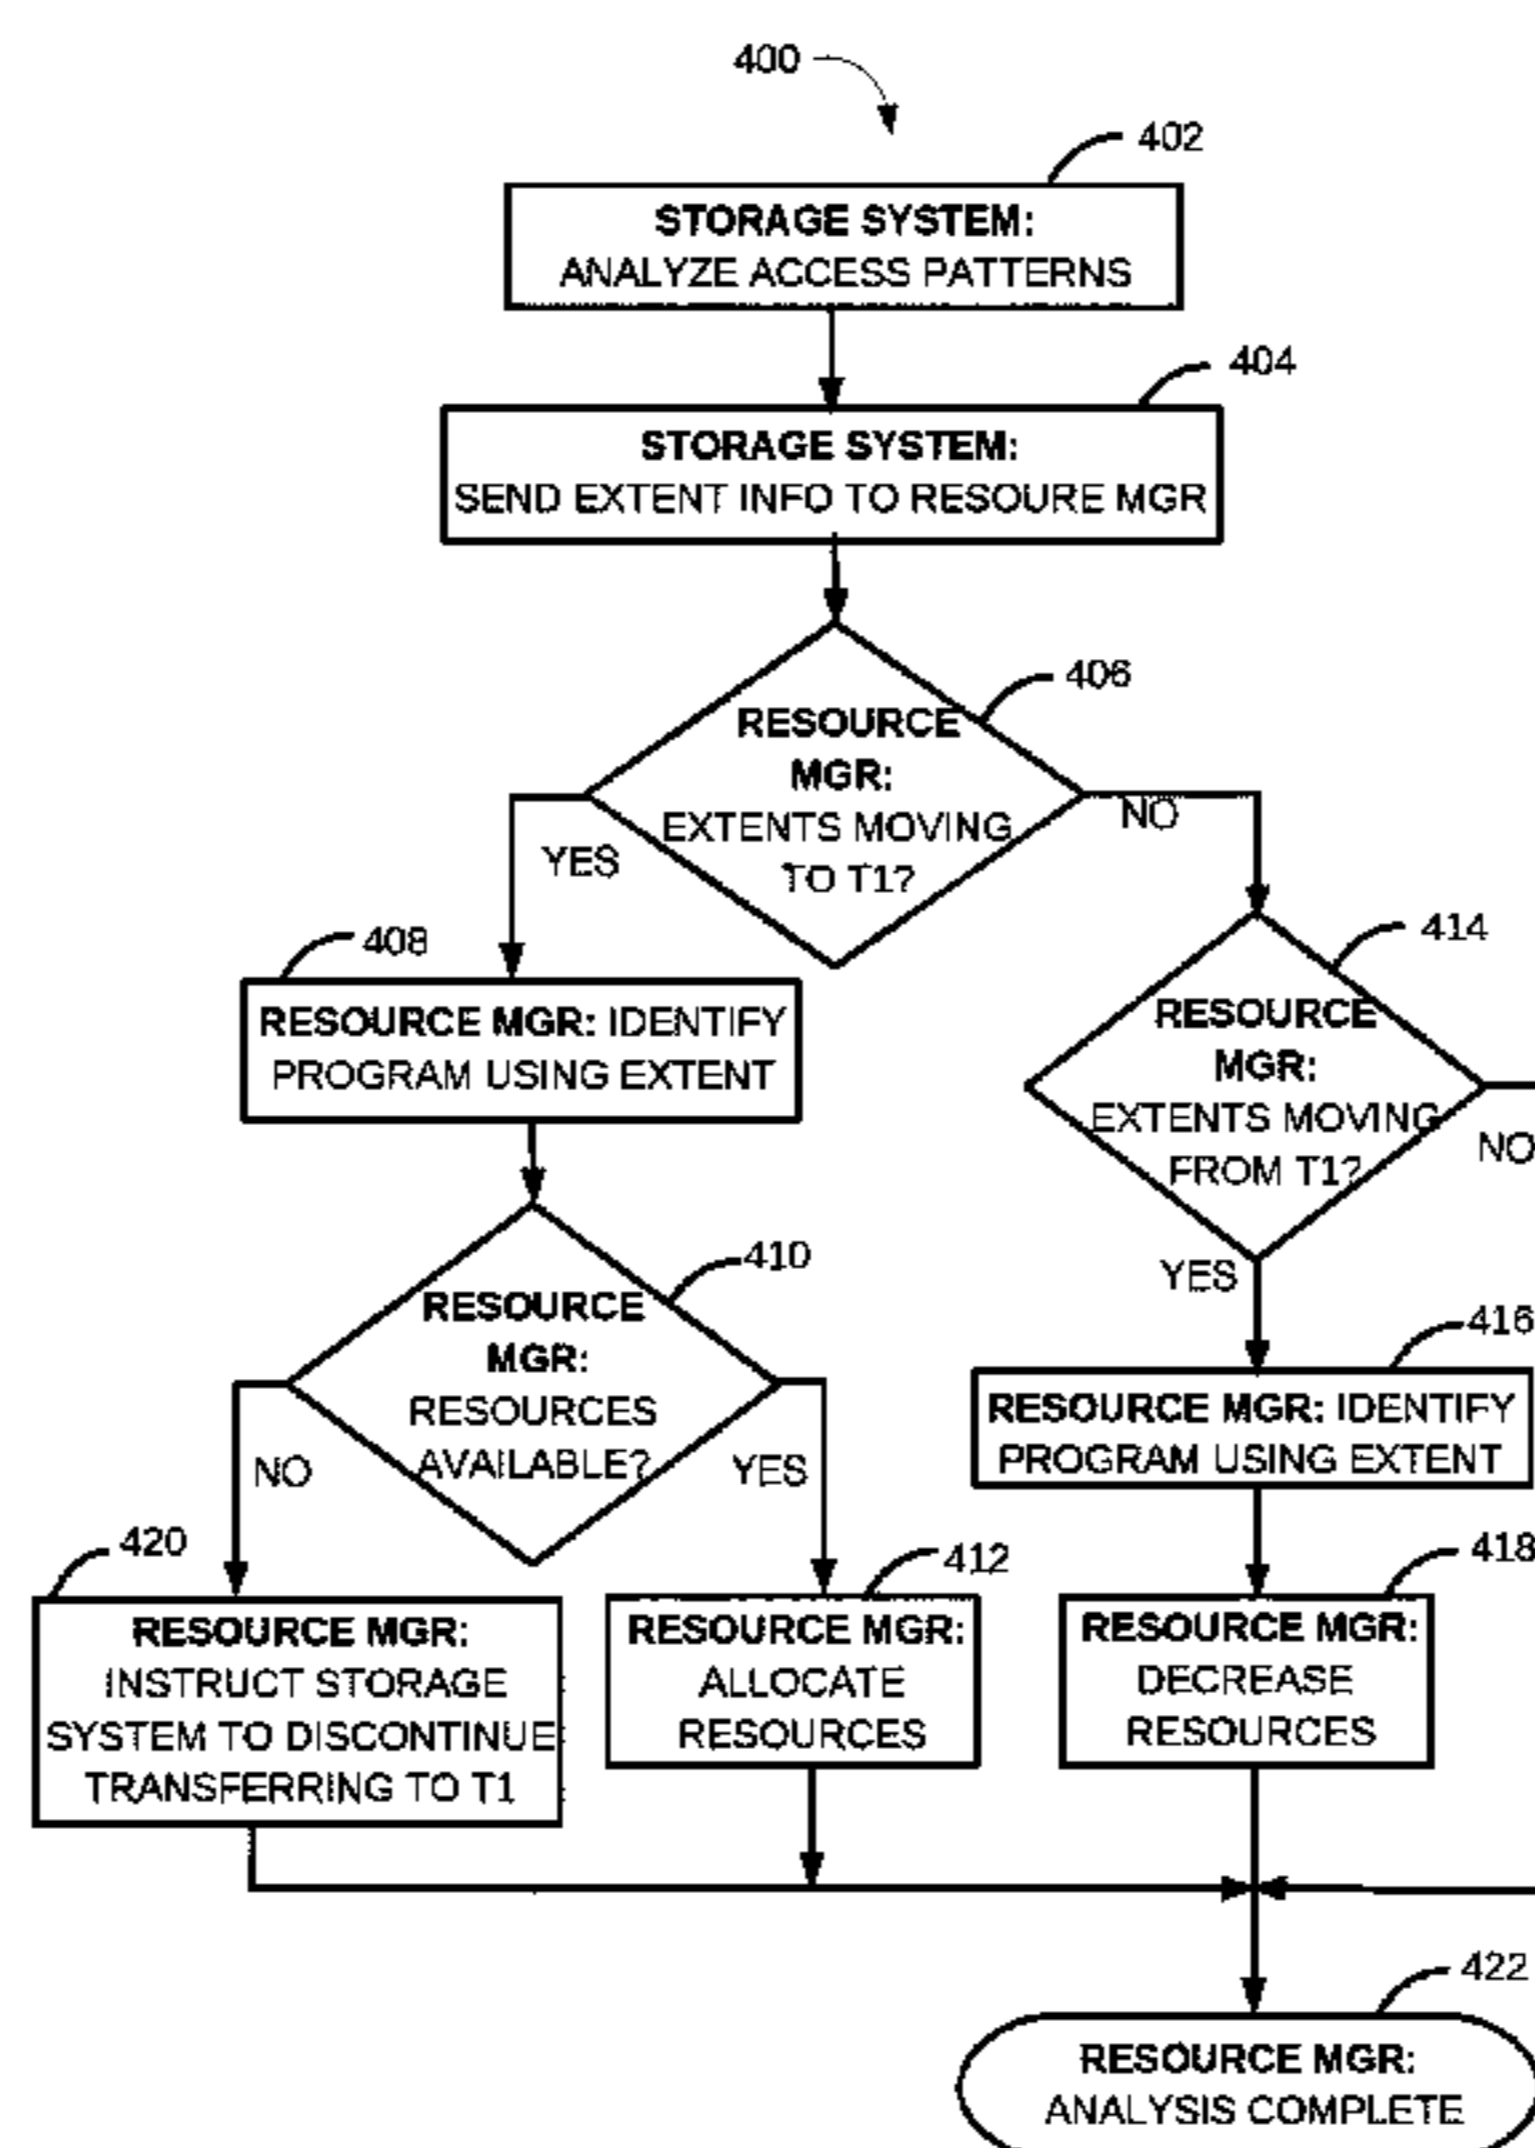 400
402
STORAGE SYSTEM:
ANALYZE ACCESS PATTERNS
404
STORAGE SYSTEM:
SEND EXTENT INFO TO RESOURE MGR
406
RESOURCE
MGR:
EXTENTS MOVING
TO T1?
YES
NO
408
RESOURCE MGR: IDENTIFY
PROGRAM USING EXTENT
414
RESOURCE
MGR:
EXTENTS MOVING
FROM T1?
NO
YES
410
RESOURCE
MGR:
RESOURCES
AVAILABLE?
NO
YES
416
RESOURCE MGR: IDENTIFY
PROGRAM USING EXTENT
420
RESOURCE MGR:
INSTRUCT STORAGE
SYSTEM TO DISCONTINUE
TRANSFERRING TO T1
412
RESOURCE MGR:
ALLOCATE
RESOURCES
418
RESOURCE MGR:
DECREASE
RESOURCES
422
RESOURCE MGR:
ANALYSIS COMPLETE